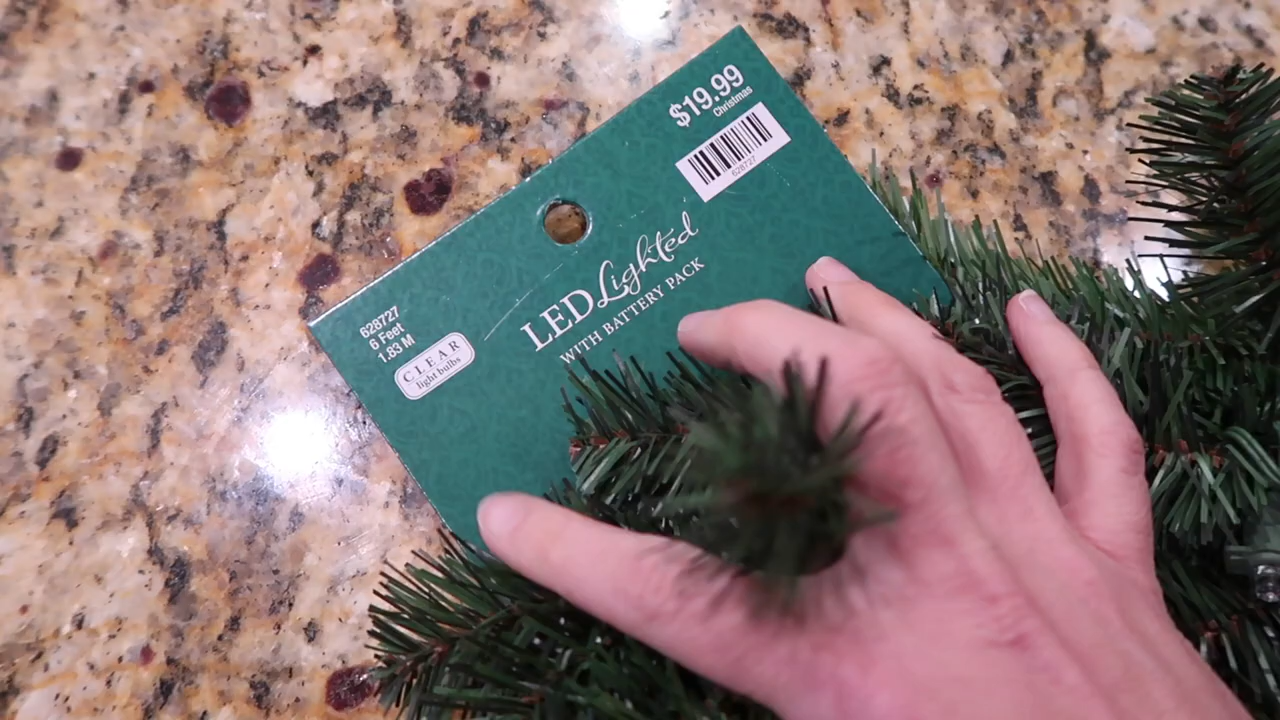 $19.99
Christmas
628727
628727
6 Feet
1.83 M
CLEAR
light bulbs
LED Lighted
WITH BATTERY PACK